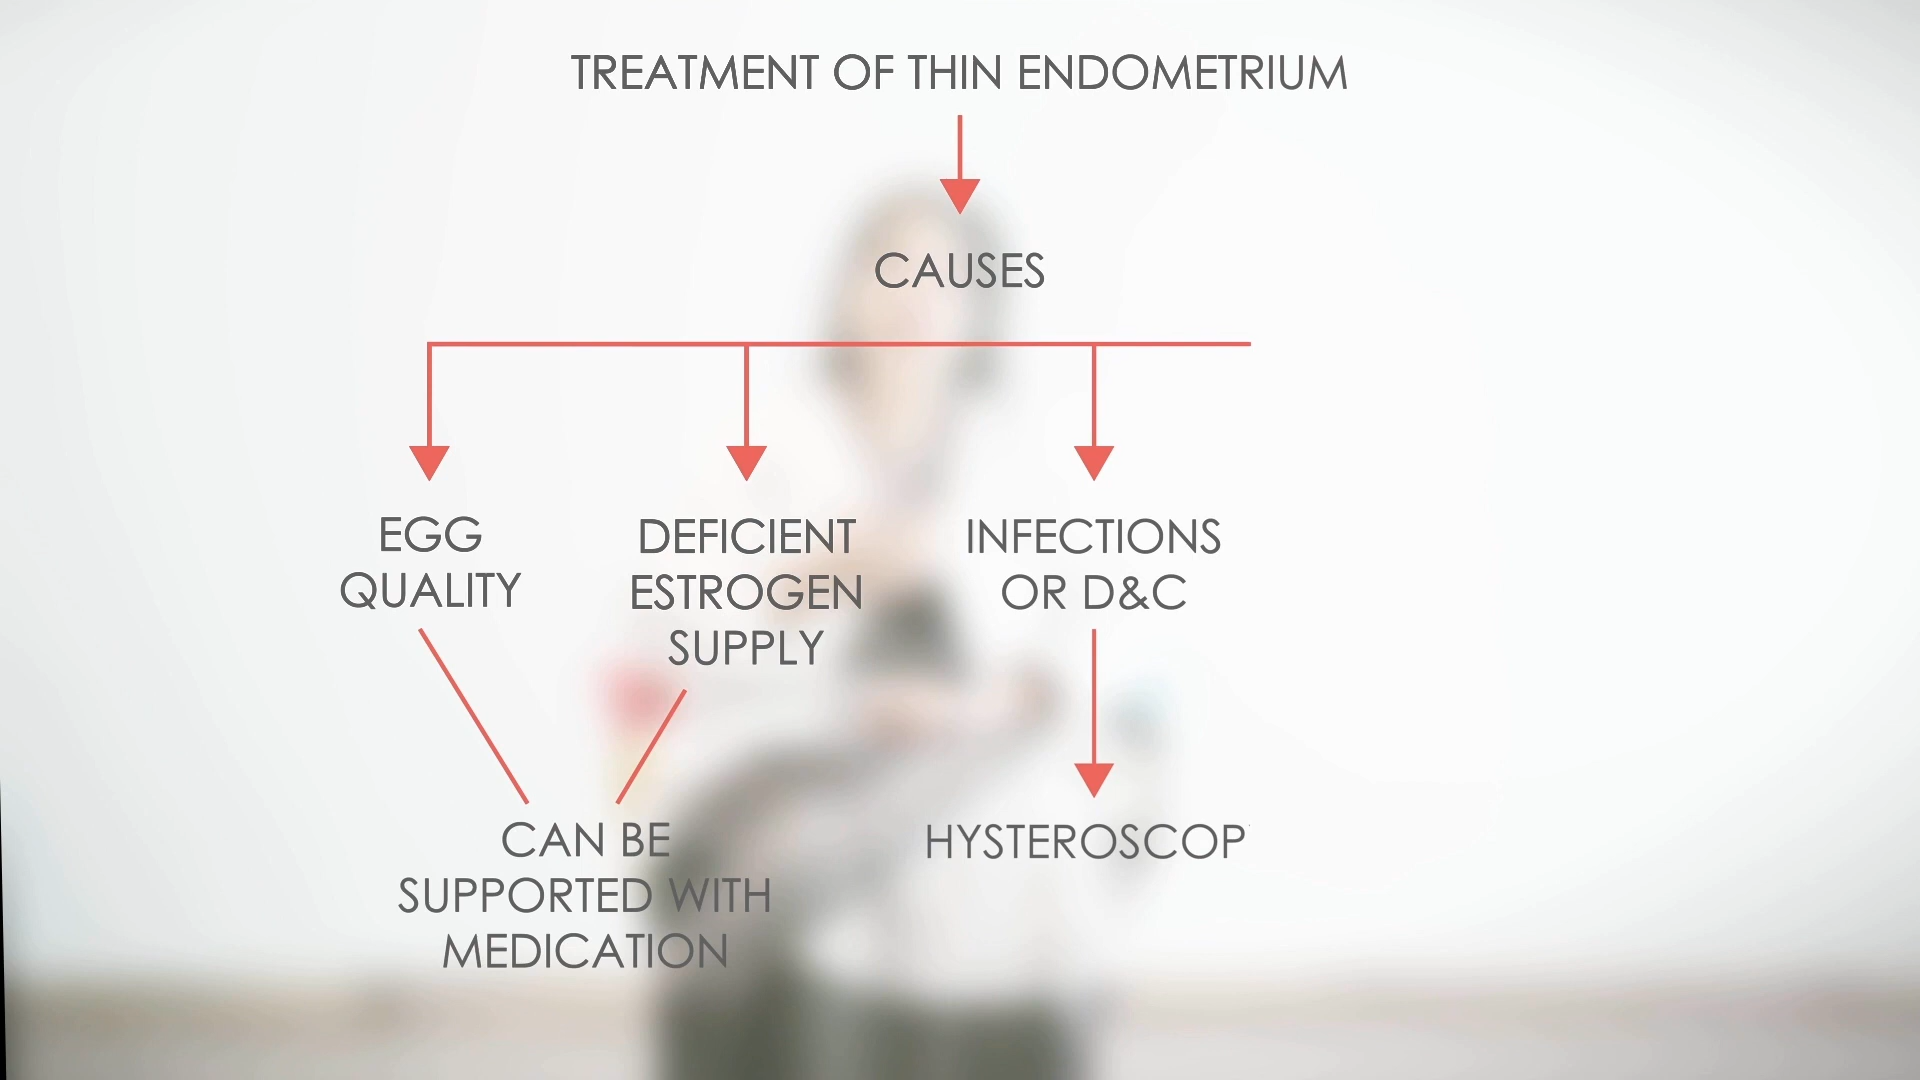 TREATMENT OF THIN ENDOMETRIUM
CAUSES
EGG
QUALITY
DEFICIENT
ESTROGEN
SUPPLY
INFECTIONS
OR D&C
CAN BE
SUPPORTED WITH
MEDICATION
HYSTEROSCOP